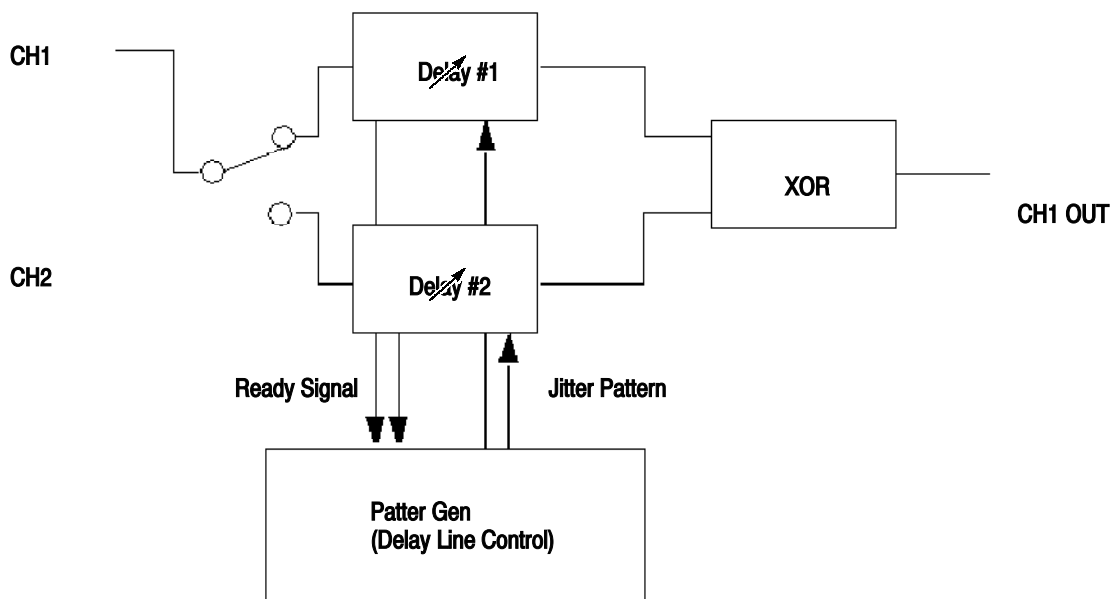 CH1
Delay #1
XOR
CH1 OUT
CH2
Delay #2
Ready Signal
Jitter Pattern
Patter Gen
(Delay Line Control)